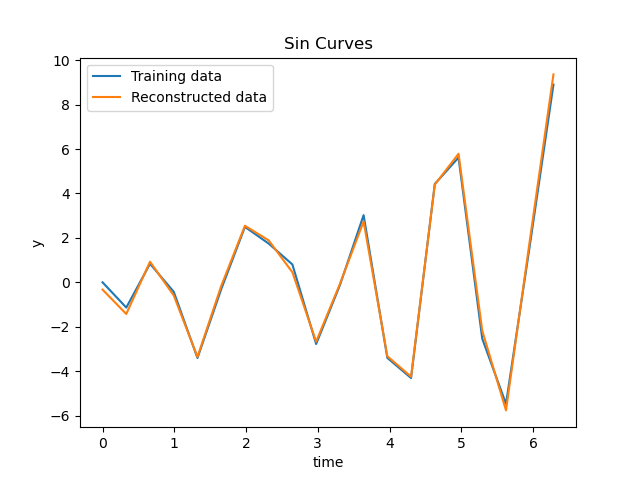 Sin Curves
Training data
Reconstructed data
10
8
6
4
2
0
−2
−4
−6
y
0 1 2 3 4 5 6
time